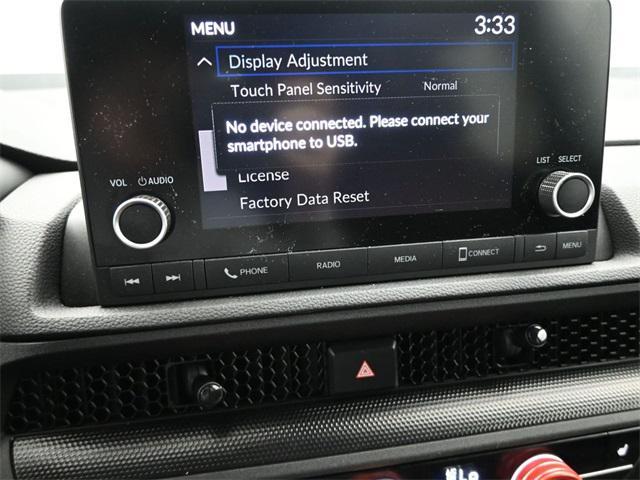 MENU 3:33
Display Adjustment
Touch Panel Sensitivity Normal
No device connected. Please connect your
smartphone to USB.
License
Factory Data Reset
VOL AUDIO
LIST SELECT
PHONE RADIO MEDIA CONNECT MENU
Lo